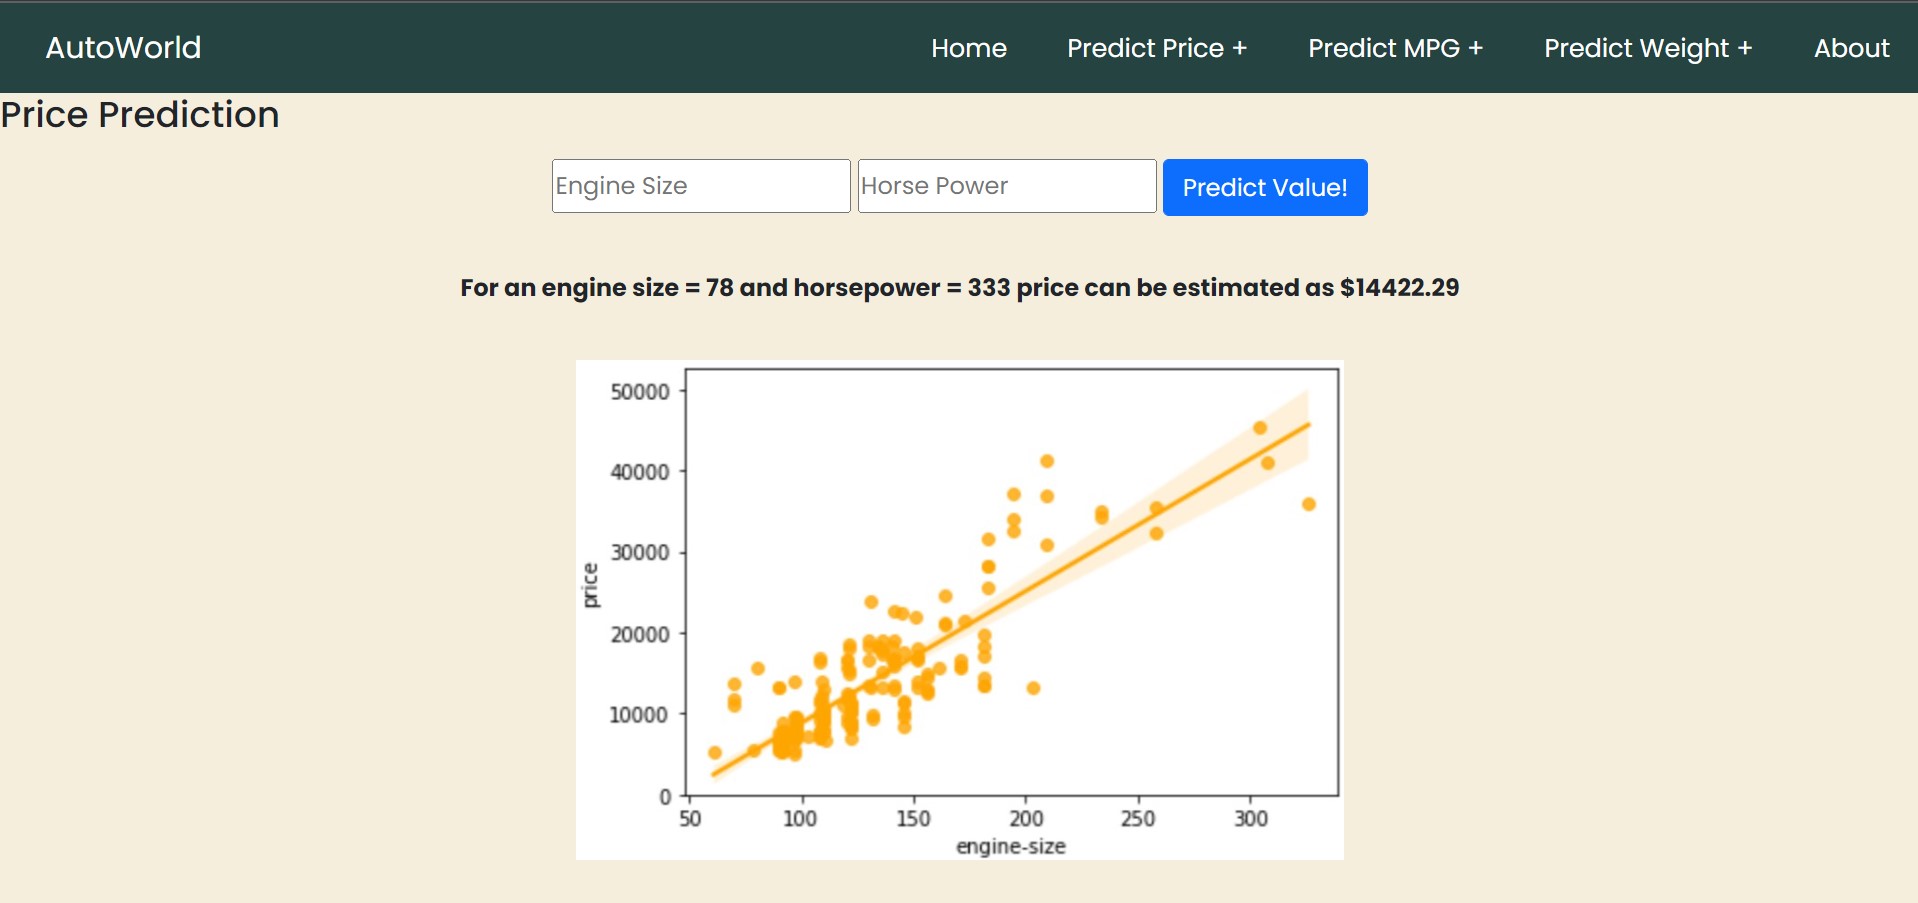 AutoWorld Home Predict Price + Predict MPG + Predict Weight + About
Price Prediction
Engine Size Horse Power Predict Value!
For an engine size = 78 and horsepower = 333 price can be estimated as $14422.29
50000
40000
30000
20000
10000
0
price
50 100 150 200 250 300
engine-size